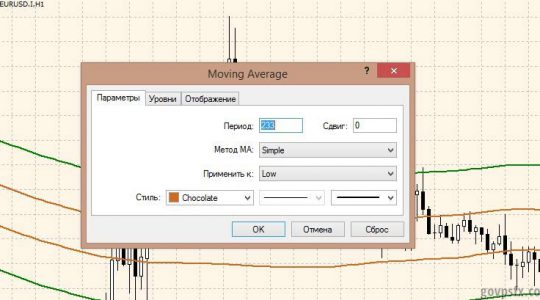 EURUSD.I,H1
Moving Average
?
Параметры Уровни Отображение
Период: 233 Сдвиг: 0
Метод МА: Simple
Применить к: Low
Стиль: Chocolate
OK Отмена Сброс
govpsfx.com